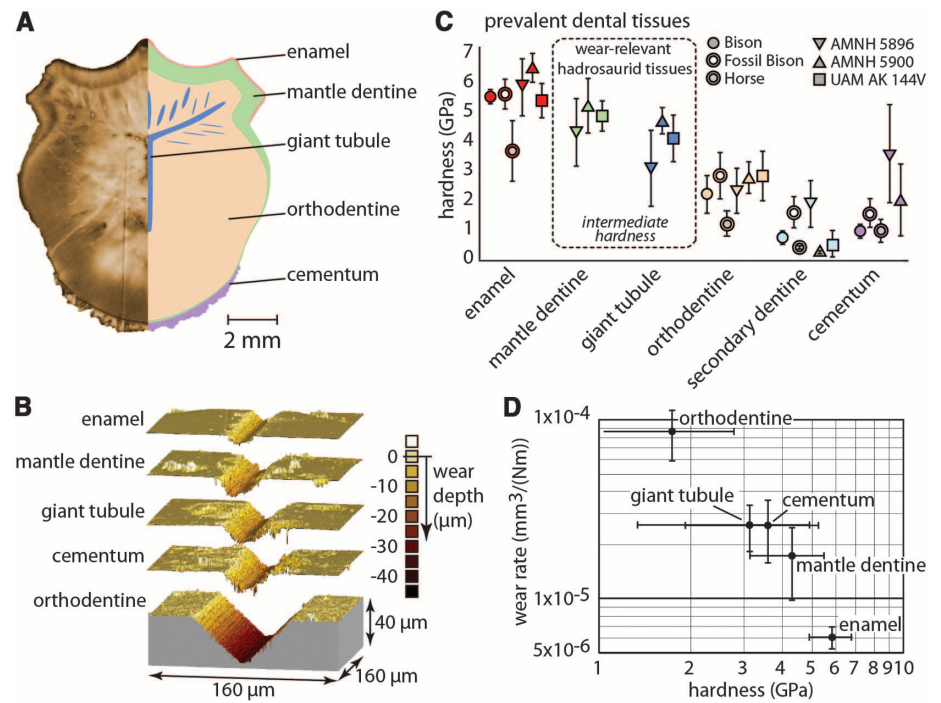 A
enamel
mantle dentine
giant tubule
orthodentine
cementum
2 mm
C
prevalent dental tissues
wear-relevant
hadrosaurid tissues
intermediate
hardness
Bison
Fossil Bison
Horse
AMNH 5896
AMNH 5900
UAM AK 144V
hardness (GPa)
7
6
5
4
3
2
1
0
enamel
mantle dentine
giant tubule
orthodentine
secondary dentine
cementum
B
enamel
mantle dentine
giant tubule
cementum
orthodentine
0
-10
-20
-30
-40
wear
depth
(µm)
40 µm
160 µm
160 µm
D
1x10-4
1x10-5
5x10-6
wear rate (mm3/(Nm))
orthodentine
giant tubule
cementum
mantle dentine
enamel
1
2
3
4
5
6
7
8
9
10
hardness (GPa)